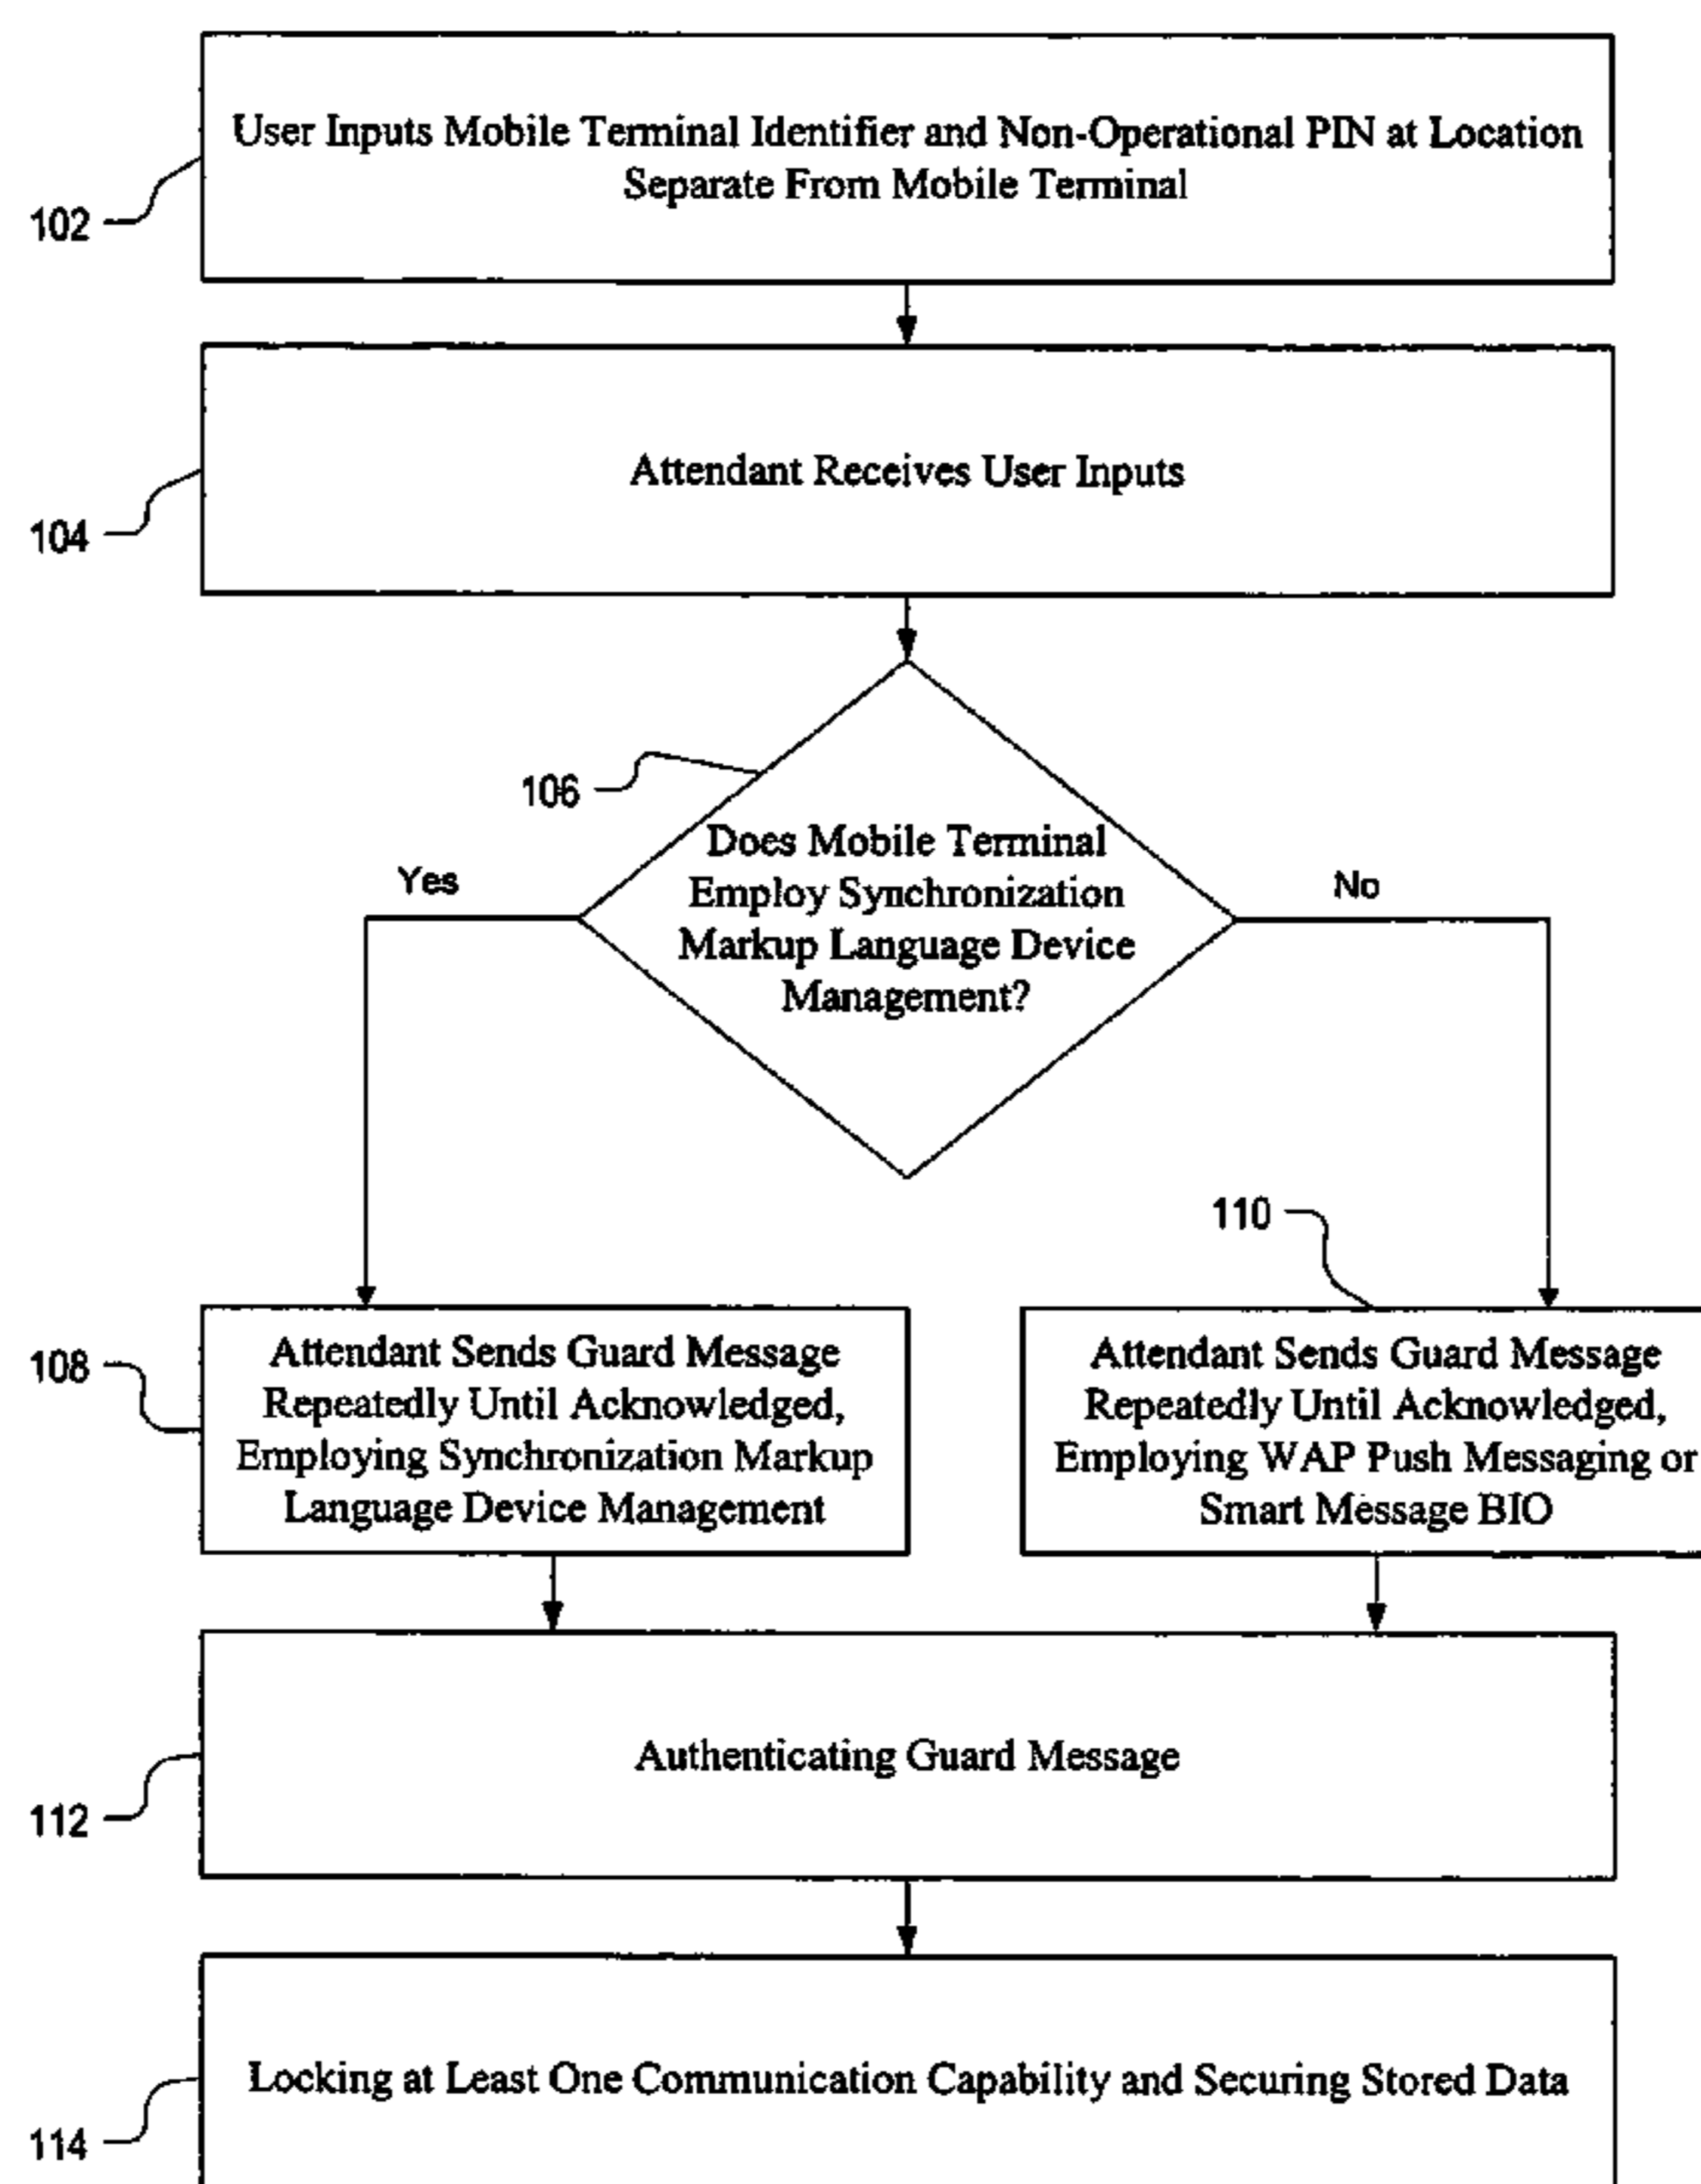 User Inputs Mobile Terminal Identifier and Non-Operational PIN at Location
Separate From Mobile Terminal
102
Attendant Receives User Inputs
104
106
Does Mobile Terminal
Employ Synchronization
Markup Language Device
Management?
Yes
No
110
108
Attendant Sends Guard Message
Repeatedly Until Acknowledged,
Employing Synchronization Markup
Language Device Management
Attendant Sends Guard Message
Repeatedly Until Acknowledged,
Employing WAP Push Messaging or
Smart Message BIO
Authenticating Guard Message
112
Locking at Least One Communication Capability and Securing Stored Data
114